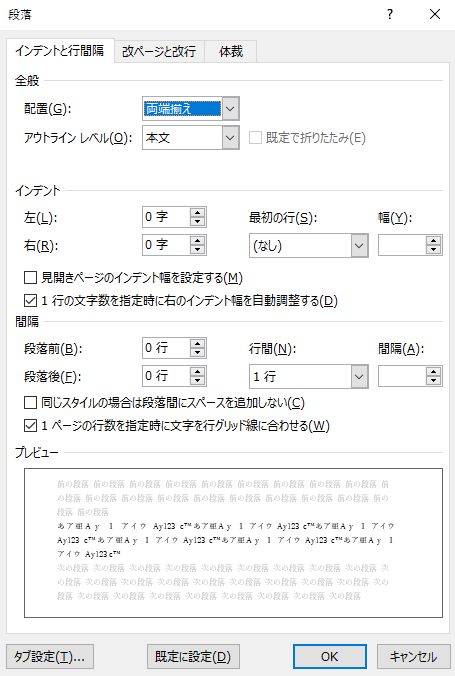 段落
インデントと行間隔 改ページと改行 体裁
全般
配置(G): 両端揃え
アウトライン レベル(O): 本文 既定で折りたたみ(E)
インデント
左(L): 0 字 最初の行(S): 幅(Y):
右(R): 0 字 (なし)
見開きページのインデント幅を設定する(M)
1 行の文字数を指定時に右のインデント幅を自動調整する(D)
間隔
段落前(B): 0 行 行間(N): 間隔(A):
段落後(F): 0 行 1 行
同じスタイルの場合は段落間にスペースを追加しない(C)
1 ページの行数を指定時に文字を行グリッド線に合わせる(W)
プレビュー
前の段落 前の段落 前の段落 前の段落 前の段落 前の段落 前の段落 前の段落 前の段落 前
の段落 前の段落 前の段落 前の段落 前の段落 前の段落 前の段落 前の段落 前の段落 前の
段落 前の段落
あア亜Ａｙ　１　アイウ Ay123 c™あア亜Ａｙ　１　アイウ Ay123 c™あア亜Ａｙ　１　アイウ
Ay123 c™あア亜Ａｙ　１　アイウ Ay123 c™あア亜Ａｙ　１　アイウ Ay123 c™あア亜Ａｙ　１
アイウ Ay123 c™
次の段落 次の段落 次の段落 次の段落 次の段落 次の段落 次の段落 次の段落 次の段落 次
の段落 次の段落 次の段落 次の段落 次の段落 次の段落 次の段落 次の段落 次の段落 次の
段落 次の段落 次の段落 次の段落 次の段落 次の段落 次の段落 次の段落 次の段落
タブ設定(T)... 既定に設定(D) OK キャンセル